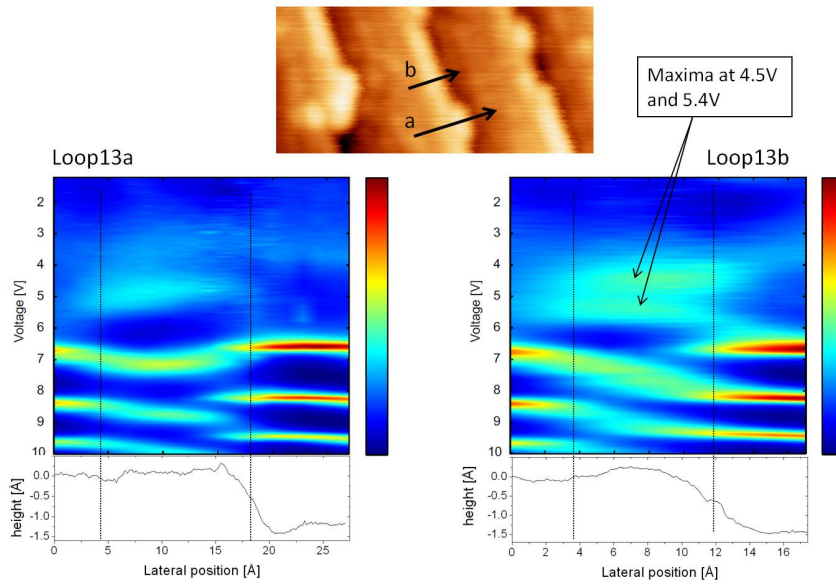 b
a
Maxima at 4.5V
and 5.4V
Loop13a
Loop13b
2
3
4
5
6
7
8
9
10
Voltage [V]
2
3
4
5
6
7
8
9
10
Voltage [V]
0.0
-0.5
-1.0
-1.5
height [Å]
0 5 10 15 20 25
Lateral position [Å]
0.0
-0.5
-1.0
-1.5
height [Å]
0 2 4 6 8 10 12 14 16
Lateral position [Å]